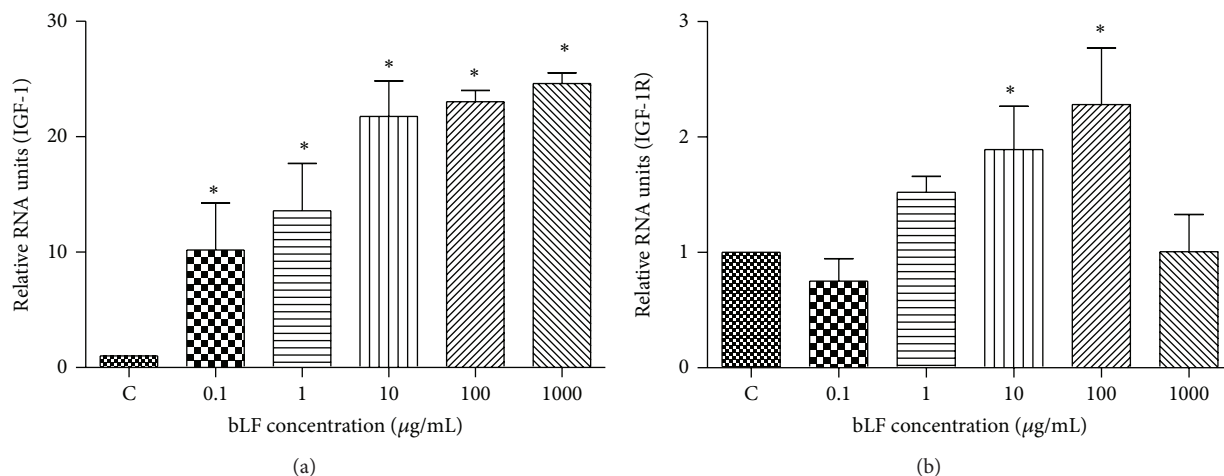 Relative RNA units (IGF-1)
30
20
10
0
*
*
*
*
*
C 0.1 1 10 100 1000
bLF concentration (μg/mL)
(a)
Relative RNA units (IGF-1R)
3
2
1
0
*
*
C 0.1 1 10 100 1000
bLF concentration (μg/mL)
(b)